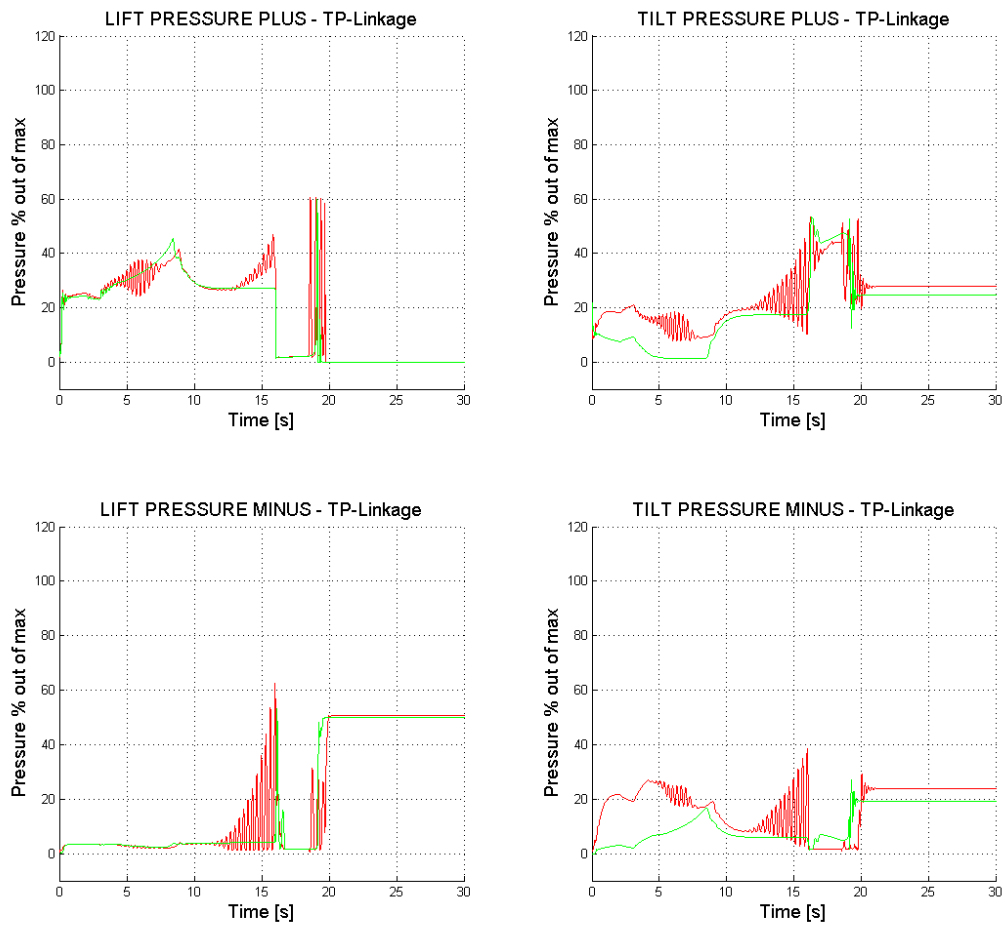 LIFT PRESSURE PLUS - TP-Linkage
120
100
80
60
40
20
0
Pressure % out of max
0 5 10 15 20 25 30
Time [s]
TILT PRESSURE PLUS - TP-Linkage
120
100
80
60
40
20
0
Pressure % out of max
0 5 10 15 20 25 30
Time [s]
LIFT PRESSURE MINUS - TP-Linkage
120
100
80
60
40
20
0
Pressure % out of max
0 5 10 15 20 25 30
Time [s]
TILT PRESSURE MINUS - TP-Linkage
120
100
80
60
40
20
0
Pressure % out of max
0 5 10 15 20 25 30
Time [s]